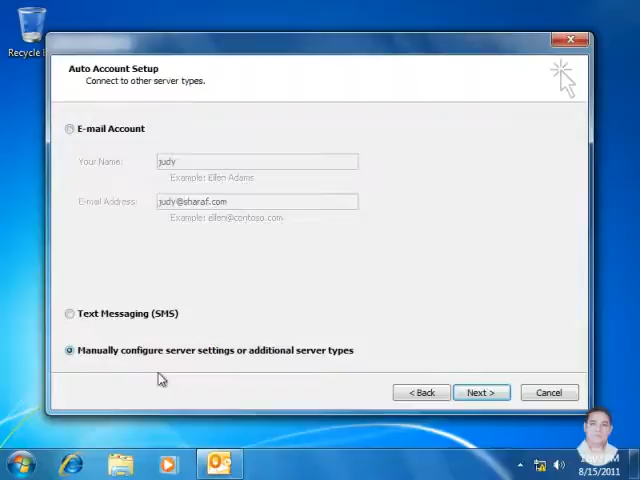 Recycle
Auto Account Setup
Connect to other server types.
E-mail Account
Your Name:
judy
Example: Ellen Adams
E-mail Address:
judy@sharaf.com
Example: ellen@contoso.com
Text Messaging (SMS)
Manually configure server settings or additional server types
< Back
Next >
Cancel
8/15/2011